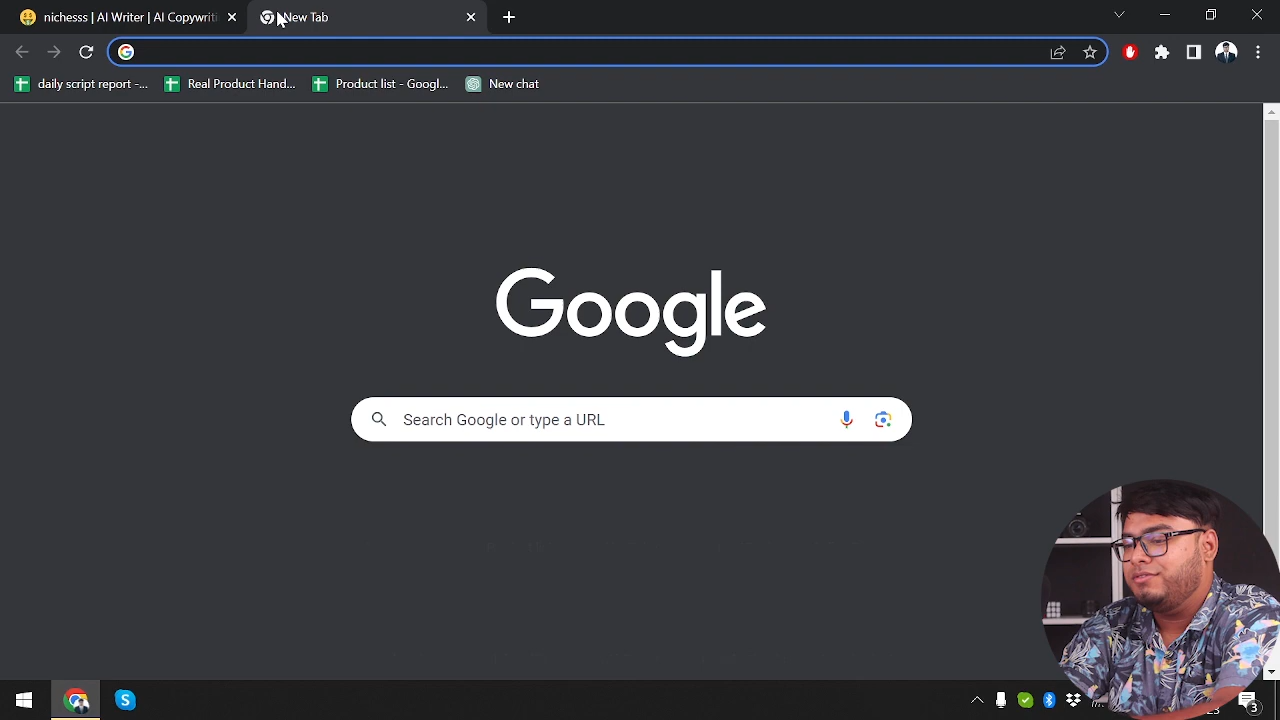 nichesss | AI Writer | AI Copywriti
New Tab
daily script report -...
Real Product Hand...
Product list - Googl...
New chat
Google
Search Google or type a URL
S
3